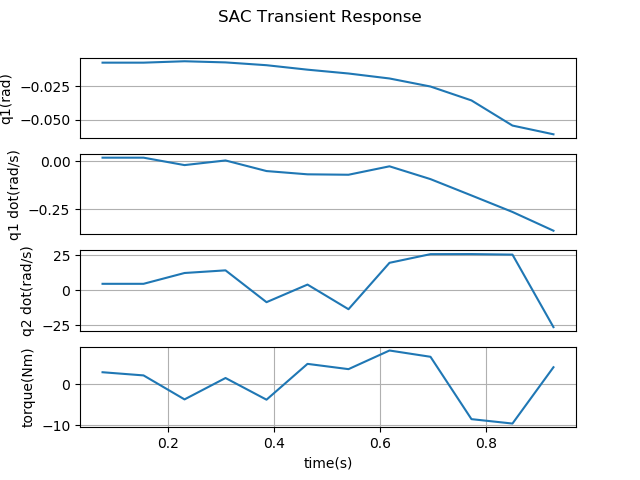 SAC Transient Response
q1(rad)
−0.025
−0.050
q1 dot(rad/s)
0.00
−0.25
q2 dot(rad/s)
25
0
−25
torque(Nm)
0
−10
0.2 0.4 0.6 0.8
time(s)